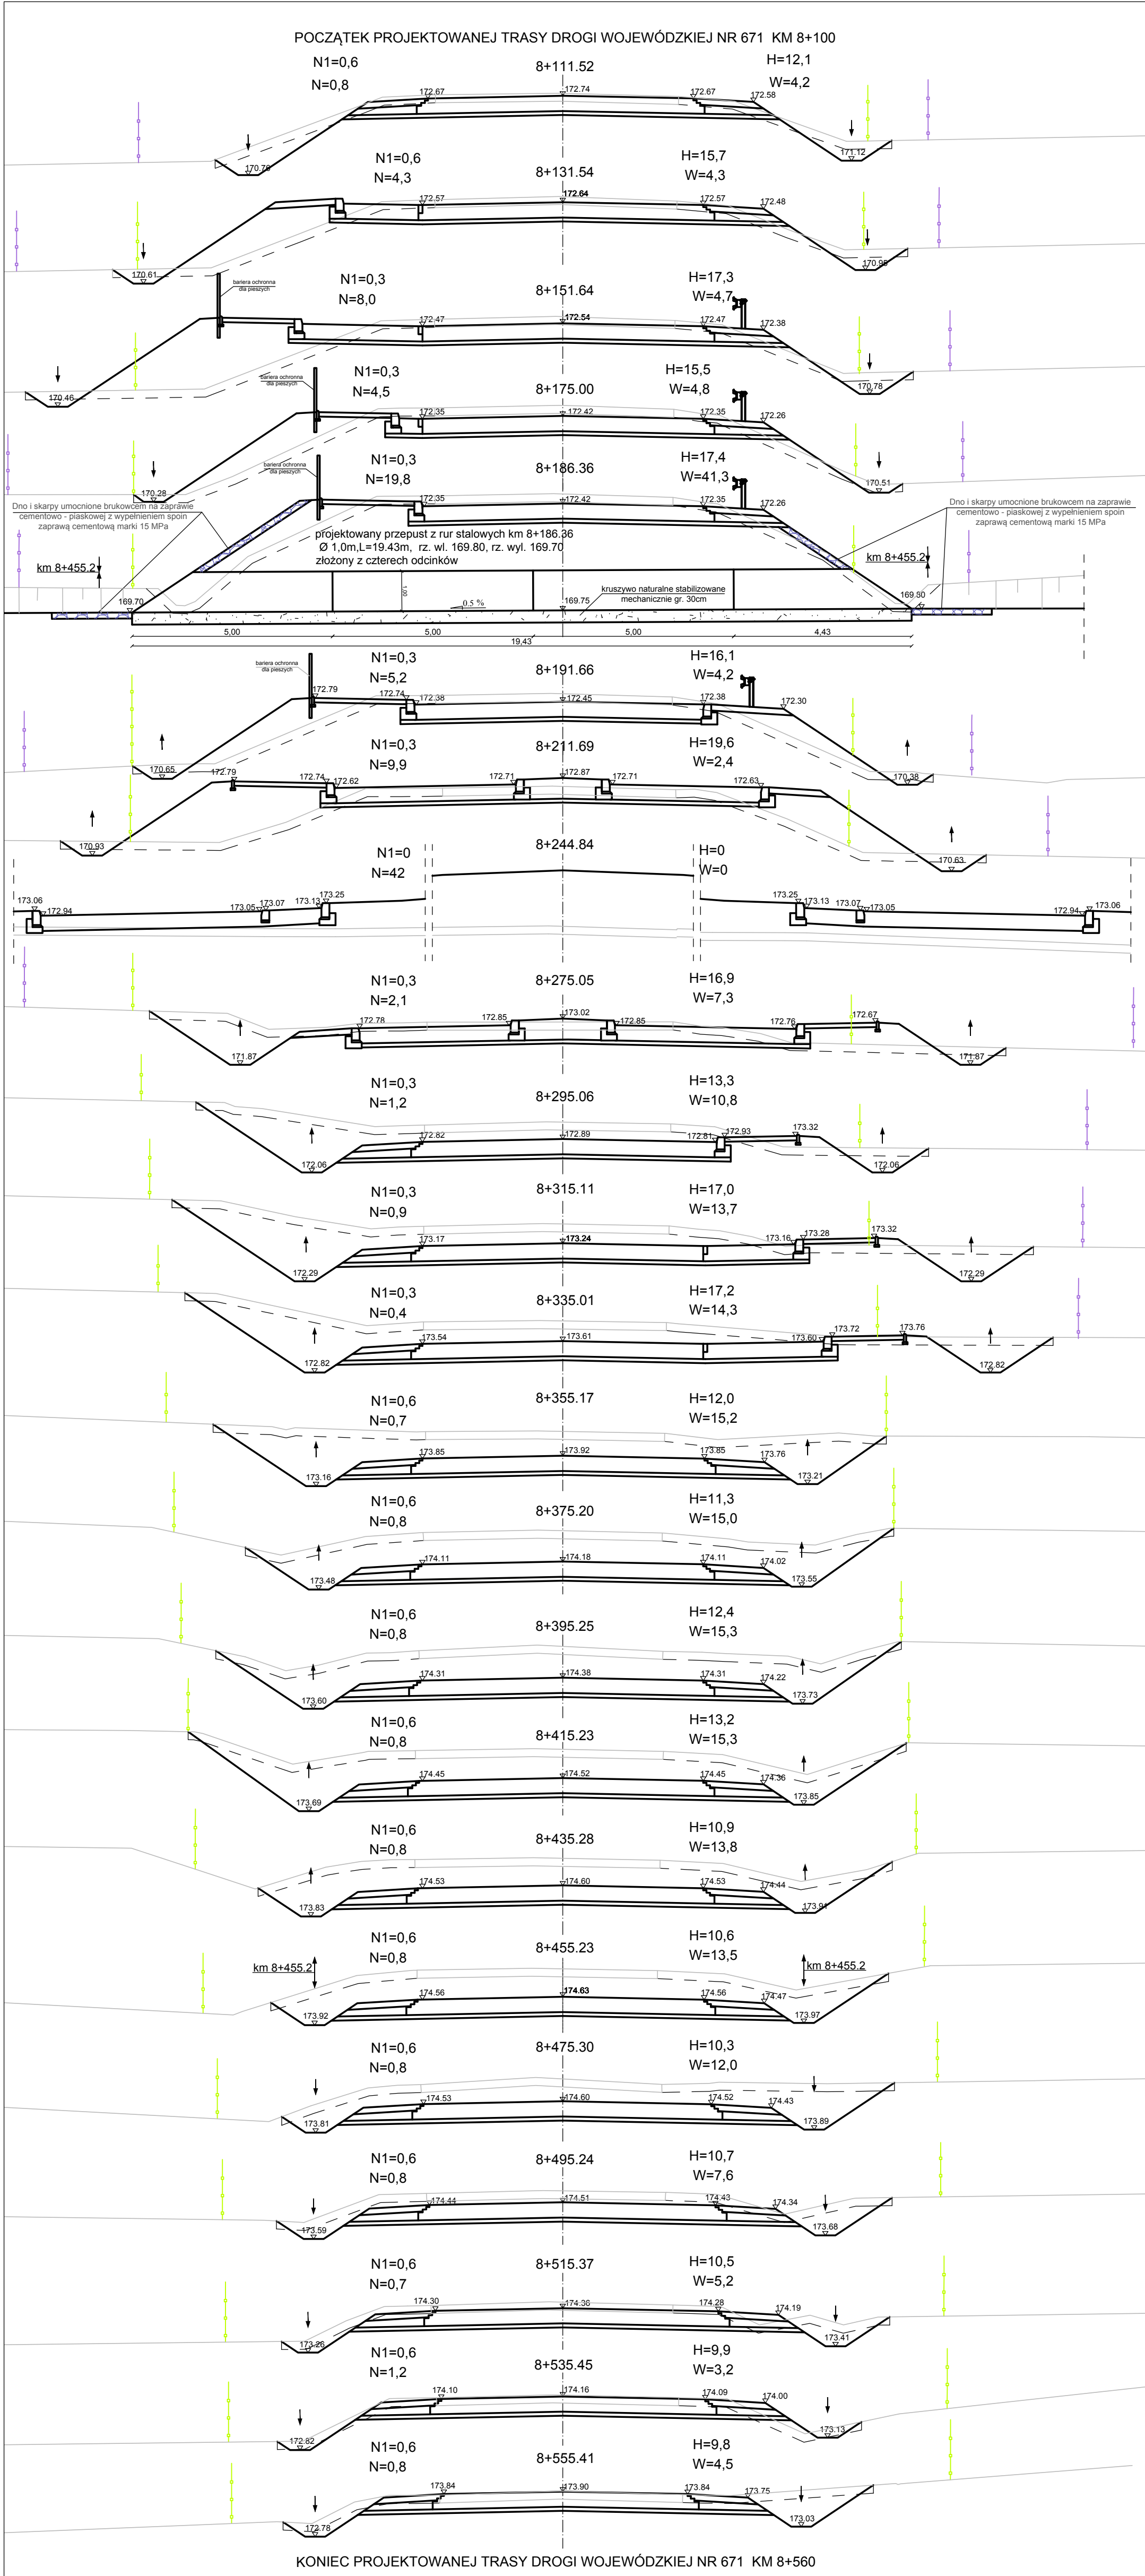 POCZĄTEK PROJEKTOWANEJ TRASY DROGI WOJEWÓDZKIEJ NR 671 KM 8+100
N1=0,6 8+111.52 H=12,1
N=0,8 W=4,2
172.67 172.74 172.67 172.58
171.12
N1=0,6 8+131.54 H=15,7
N=4,3 W=4,3
172.57 172.64 172.57 172.48
170.61
N1=0,3 8+151.64 H=17,3
N=8,0 W=4,7
bariera ochronna
dla pieszych
172.47 172.54 172.47 172.38
170.46 170.78
N1=0,3 8+175.00 H=15,5
N=4,5 W=4,8
bariera ochronna
dla pieszych
172.35 172.42 172.35 172.26
170.28 170.51
N1=0,3 8+186.36 H=17,4
N=19,8 W=41,3
bariera ochronna
dla pieszych
172.35 172.42 172.35 172.26
Dno i skarpy umocnione brukowcem na zaprawie
cementowo - piaskowej z wypełnieniem spoin
zaprawą cementową marki 15 MPa
Dno i skarpy umocnione brukowcem na zaprawie
cementowo - piaskowej z wypełnieniem spoin
zaprawą cementową marki 15 MPa
projektowany przepust z rur stalowych km 8+186.36
Ø 1,0m,L=19.43m, rz. wl. 169.80, rz. wyl. 169.70
złożony z czterech odcinków
km 8+455.2 km 8+455.2
1,00
kruszywo naturalne stabilizowane
mechanicznie gr. 30cm
169.70 0.5 % 169.75 169.80
5,00 5,00 5,00 4,43
19,43
N1=0,3 8+191.66 H=16,1
N=5,2 W=4,2
bariera ochronna
dla pieszych
172.79 172.74 172.38 172.45 172.38 172.30
170.65 170.38
N1=0,3 8+211.69 H=19,6
N=9,9 W=2,4
172.79 172.74 172.62 172.71 172.87 172.71 172.63
170.93 170.63
N1=0 8+244.84 H=0
N=42 W=0
173.06 172.94 173.05 173.07 173.13 173.25 173.25 173.13 173.07 173.05 172.94 173.06
N1=0,3 8+275.05 H=16,9
N=2,1 W=7,3
172.78 172.85 173.02 172.85 172.76 172.67
171.87 171.87
N1=0,3 8+295.06 H=13,3
N=1,2 W=10,8
172.82 172.89 172.81 172.93 173.32
172.06 172.06
N1=0,3 8+315.11 H=17,0
N=0,9 W=13,7
173.17 173.24 173.16 173.28 173.32
172.29 172.29
N1=0,3 8+335.01 H=17,2
N=0,4 W=14,3
173.54 173.61 173.60 173.72 173.76
172.82 172.82
N1=0,6 8+355.17 H=12,0
N=0,7 W=15,2
173.85 173.92 173.85 173.76
173.16 173.21
N1=0,6 8+375.20 H=11,3
N=0,8 W=15,0
174.11 174.18 174.11 174.02
173.48 173.55
N1=0,6 8+395.25 H=12,4
N=0,8 W=15,3
174.31 174.38 174.31 174.22
173.60 173.73
N1=0,6 8+415.23 H=13,2
N=0,8 W=15,3
174.45 174.52 174.45 174.36
173.69 173.85
N1=0,6 8+435.28 H=10,9
N=0,8 W=13,8
174.53 174.60 174.53 174.44
173.83 173.91
N1=0,6 8+455.23 H=10,6
N=0,8 W=13,5
km 8+455.2 km 8+455.2
174.56 174.63 174.56 174.47
173.92 173.97
N1=0,6 8+475.30 H=10,3
N=0,8 W=12,0
174.53 174.60 174.52 174.43
173.81 173.89
N1=0,6 8+495.24 H=10,7
N=0,8 W=7,6
174.44 174.51 174.43 174.34
173.59 173.68
N1=0,6 8+515.37 H=10,5
N=0,7 W=5,2
174.30 174.36 174.28 174.19
173.26 173.41
N1=0,6 8+535.45 H=9,9
N=1,2 W=3,2
174.10 174.16 174.09 174.00
172.82 173.13
N1=0,6 8+555.41 H=9,8
N=0,8 W=4,5
173.84 173.90 173.84 173.75
172.78 173.03
KONIEC PROJEKTOWANEJ TRASY DROGI WOJEWÓDZKIEJ NR 671 KM 8+560